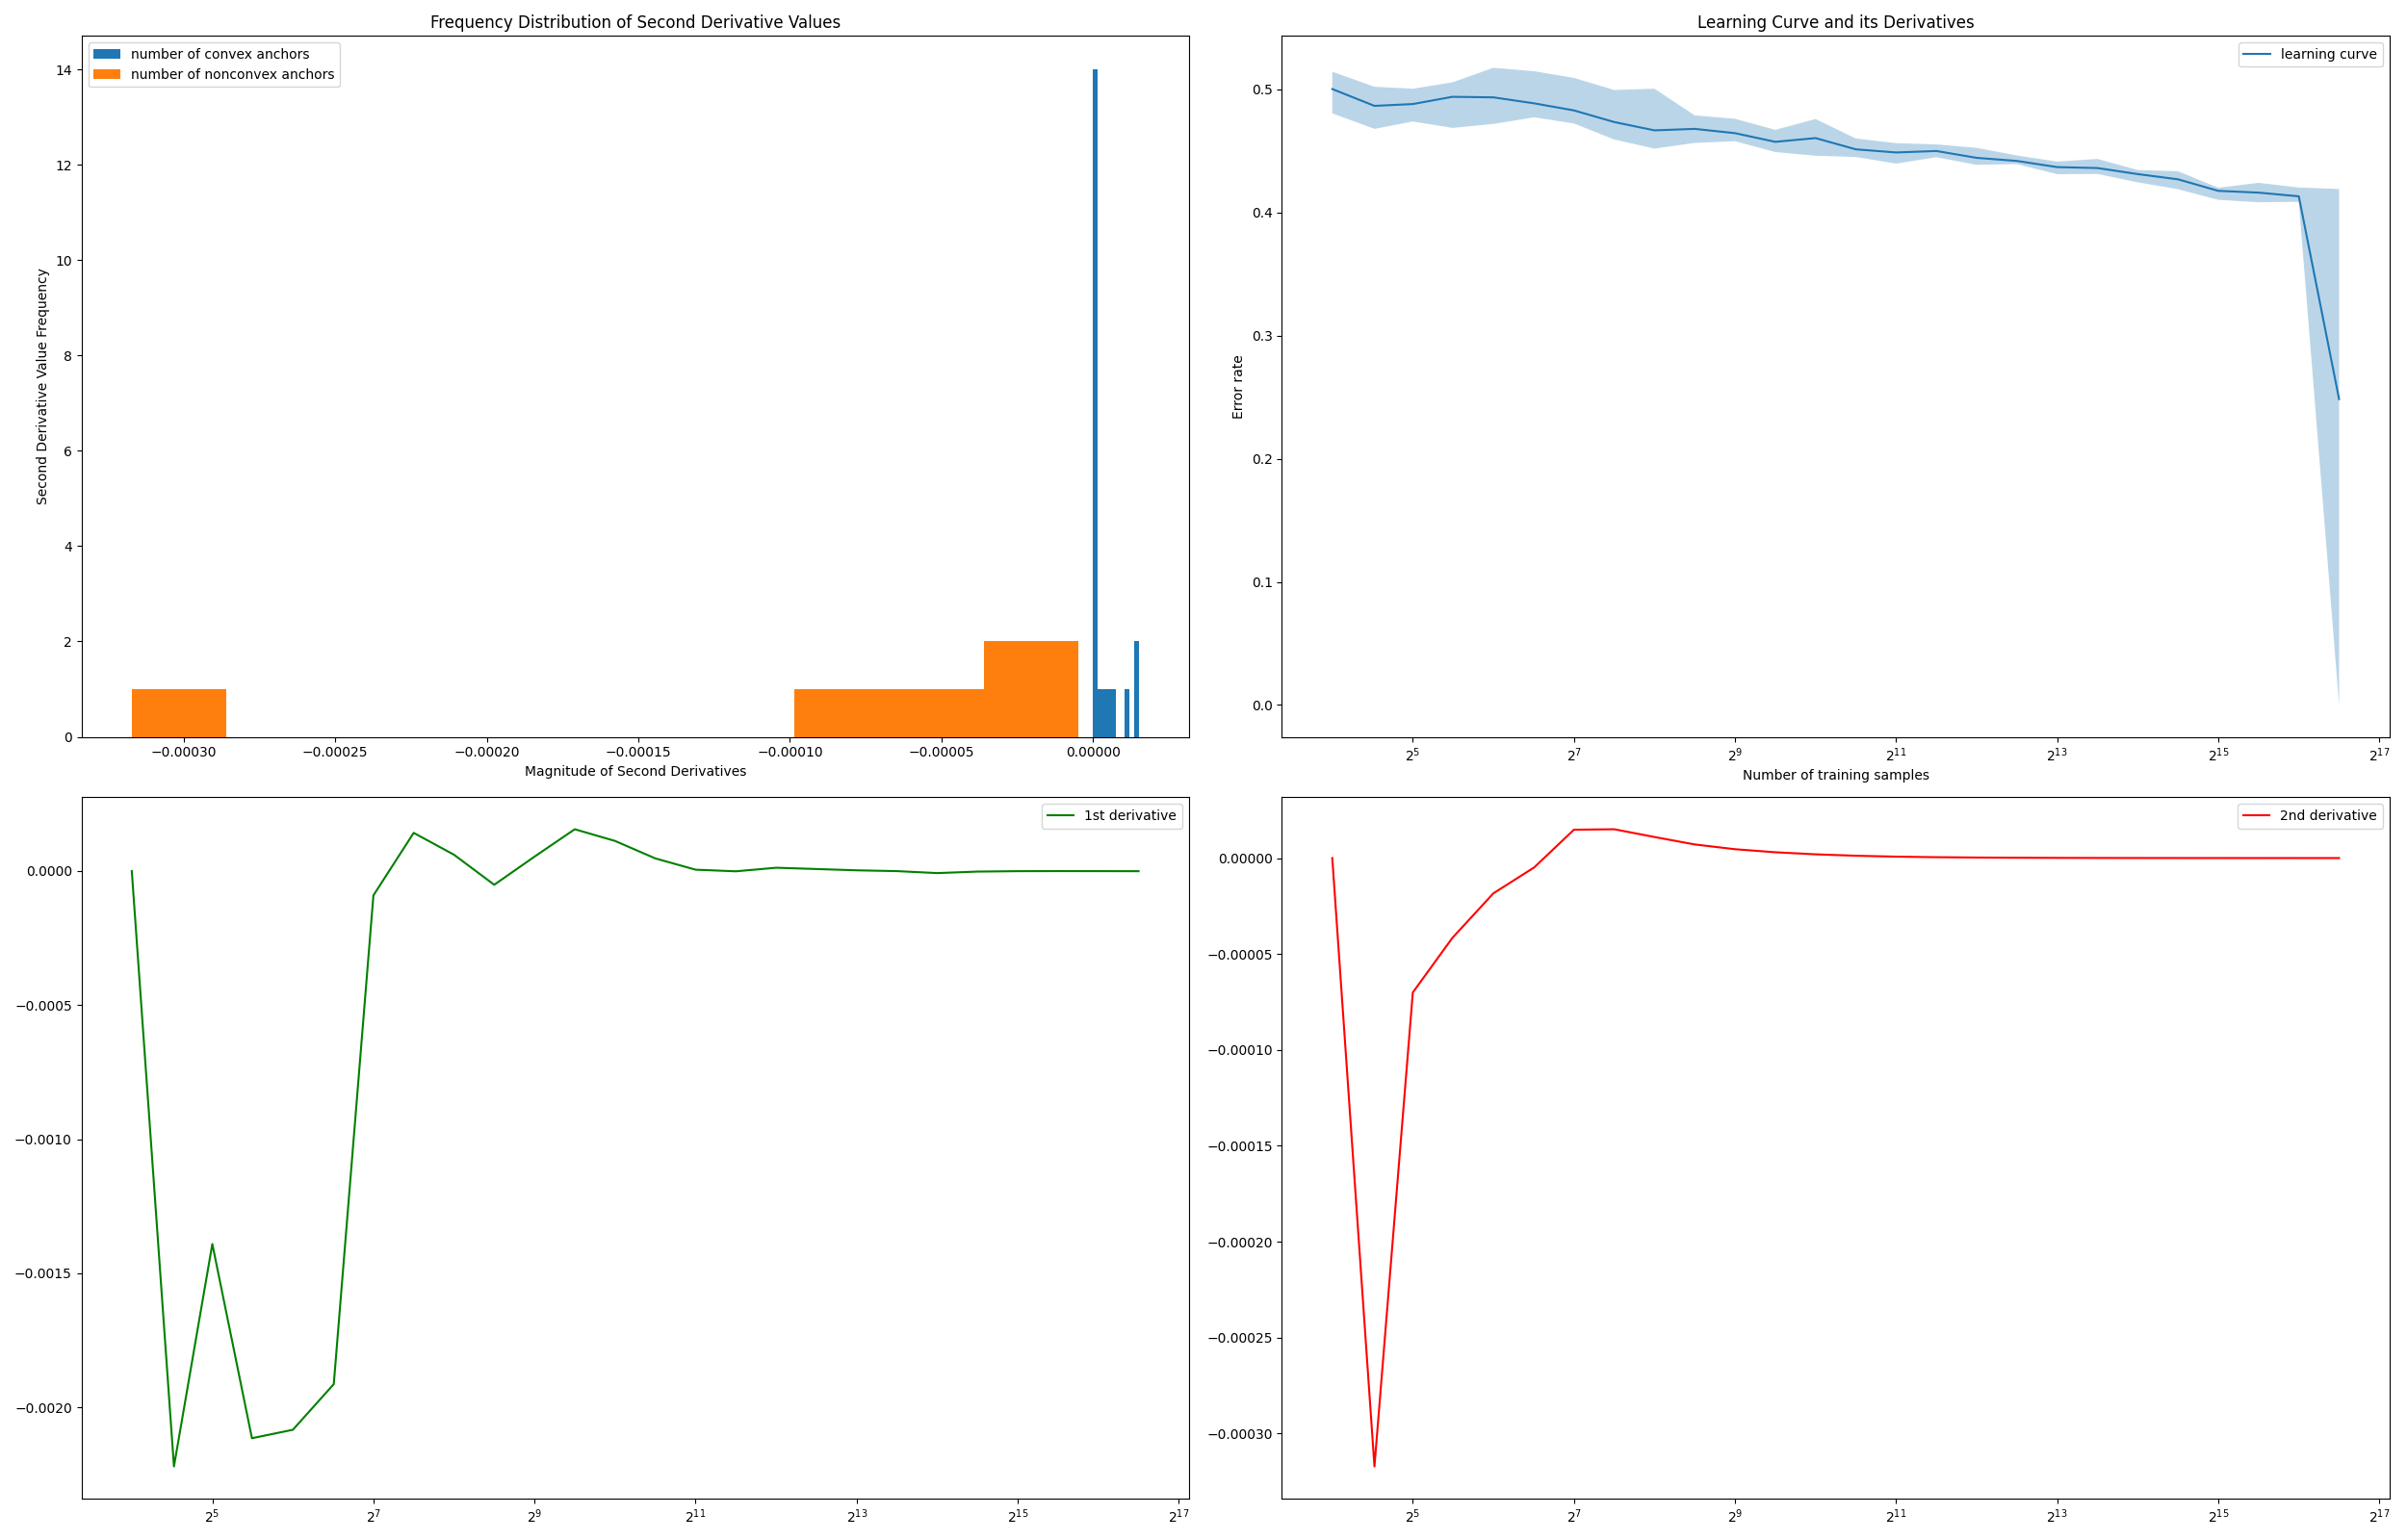 Frequency Distribution of Second Derivative Values
number of convex anchors
number of nonconvex anchors
Second Derivative Value Frequency
14
12
10
8
6
4
2
0
−0.00030 −0.00025 −0.00020 −0.00015 −0.00010 −0.00005 0.00000
Magnitude of Second Derivatives
Learning Curve and its Derivatives
learning curve
Error rate
0.5
0.4
0.3
0.2
0.1
0.0
2^5 2^7 2^9 2^11 2^13 2^15 2^17
Number of training samples
1st derivative
0.0000
−0.0005
−0.0010
−0.0015
−0.0020
2^5 2^7 2^9 2^11 2^13 2^15 2^17
2nd derivative
0.00000
−0.00005
−0.00010
−0.00015
−0.00020
−0.00025
−0.00030
2^5 2^7 2^9 2^11 2^13 2^15 2^17